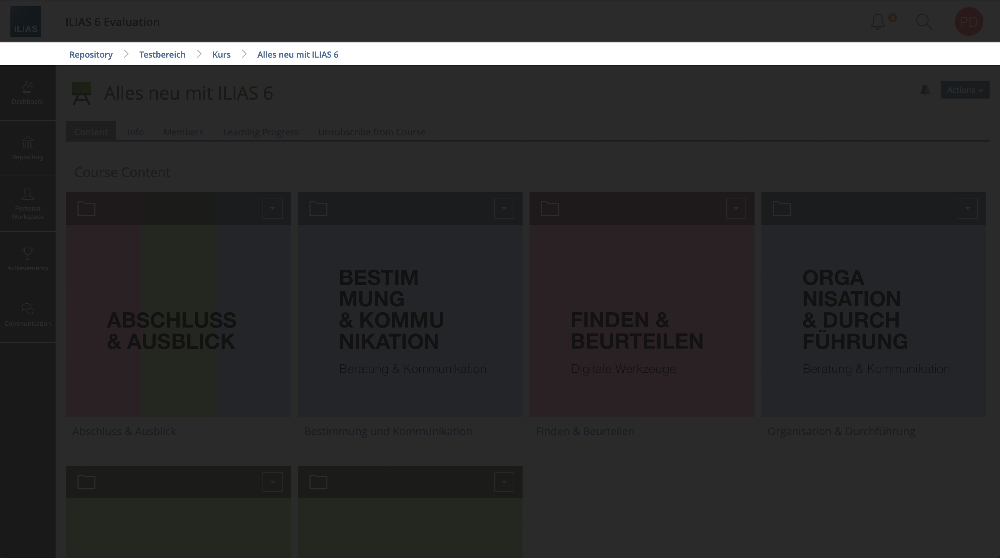 ILIAS
ILIAS 6 Evaluation
3
PD
Repository > Testbereich > Kurs > Alles neu mit ILIAS 6
Dashboard
Repository
Personal
Workspace
Achievements
Communication
Alles neu mit ILIAS 6
Actions
Content Info Members Learning Progress Unsubscribe from Course
Course Content
ABSCHLUSS
& AUSBLICK
Abschluss & Ausblick
BESTIM
MUNG
& KOMMU
NIKATION
Beratung & Kommunikation
Bestimmung und Kommunikation
FINDEN &
BEURTEILEN
Digitale Werkzeuge
Finden & Beurteilen
ORGA
NISATION
& DURCH
FÜHRUNG
Beratung & Kommunikation
Organisation & Durchführung